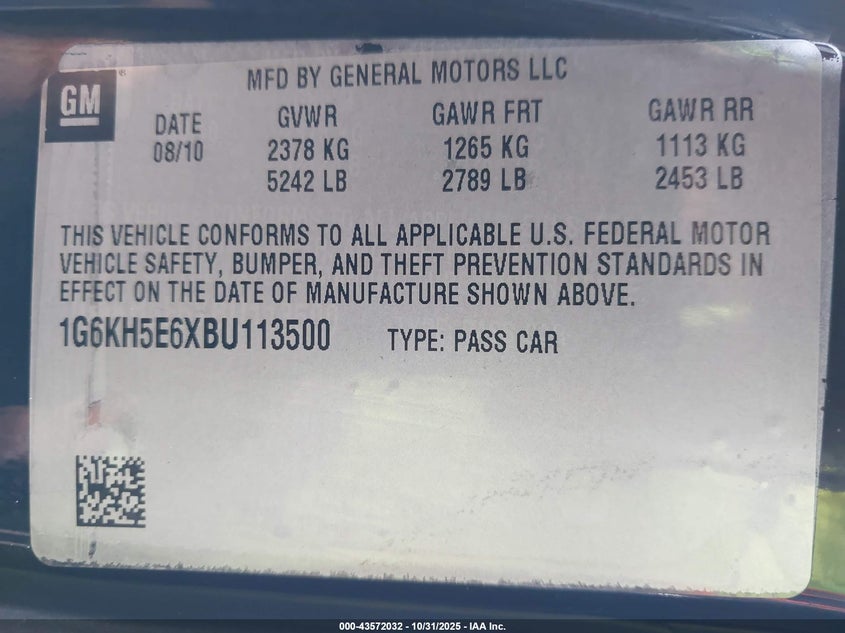 MFD BY GENERAL MOTORS LLC
GM
®
DATE GVWR GAWR FRT GAWR RR
08/10 2378 KG 1265 KG 1113 KG
5242 LB 2789 LB 2453 LB
THIS VEHICLE CONFORMS TO ALL APPLICABLE U.S. FEDERAL MOTOR
VEHICLE SAFETY, BUMPER, AND THEFT PREVENTION STANDARDS IN
EFFECT ON THE DATE OF MANUFACTURE SHOWN ABOVE.
1G6KH5E6XBU113500 TYPE: PASS CAR
000-43572032 - 10/31/2025 - IAA Inc.